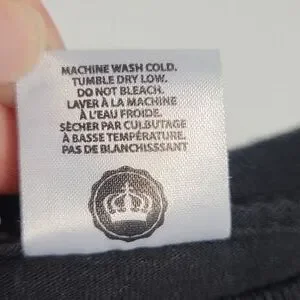 MACHINE WASH COLD.
TUMBLE DRY LOW.
DO NOT BLEACH.
LAVER À LA MACHINE
À L'EAU FROIDE.
SÉCHER PAR CULBUTAGE
À BASSE TEMPÉRATURE.
PAS DE BLANCHISSSANT